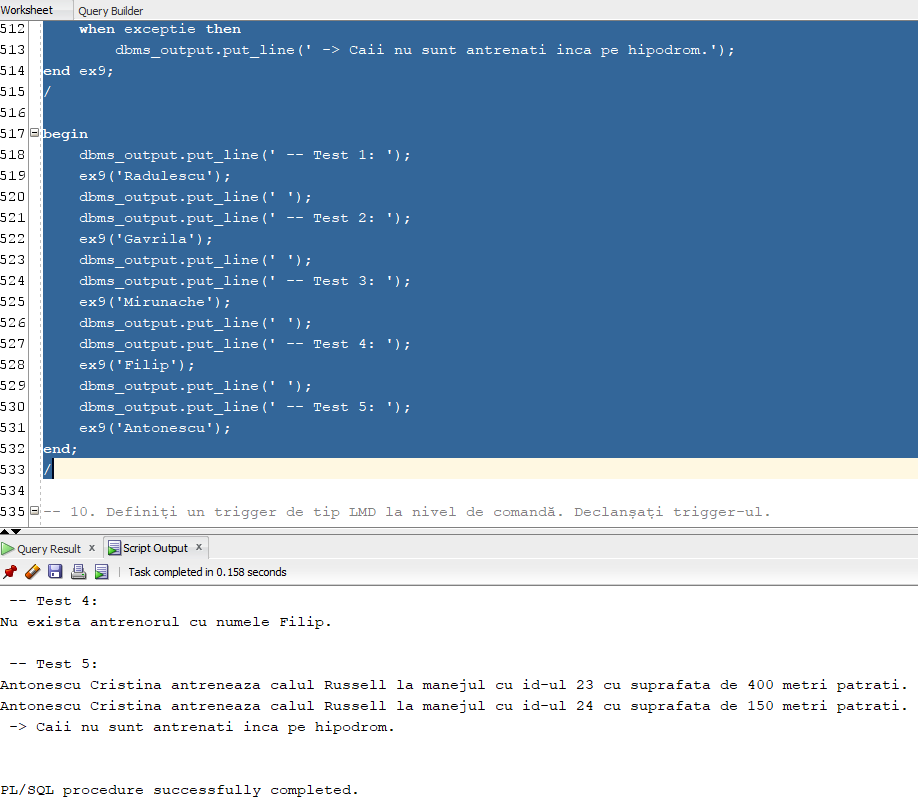 Worksheet Query Builder
512 when exceptie then
513 dbms_output.put_line(' -> Caii nu sunt antrenati inca pe hipodrom.');
514 end ex9;
515 /
516
517 begin
518 dbms_output.put_line(' -- Test 1: ');
519 ex9('Radulescu');
520 dbms_output.put_line(' ');
521 dbms_output.put_line(' -- Test 2: ');
522 ex9('Gavrila');
523 dbms_output.put_line(' ');
524 dbms_output.put_line(' -- Test 3: ');
525 ex9('Mirunache');
526 dbms_output.put_line(' ');
527 dbms_output.put_line(' -- Test 4: ');
528 ex9('Filip');
529 dbms_output.put_line(' ');
530 dbms_output.put_line(' -- Test 5: ');
531 ex9('Antonescu');
532 end;
533 /
534
535 -- 10. Definiți un trigger de tip LMD la nivel de comandă. Declanșați trigger-ul.
Query Result x Script Output x
Task completed in 0.158 seconds
-- Test 4:
Nu exista antrenorul cu numele Filip.
-- Test 5:
Antonescu Cristina antreneaza calul Russell la manejul cu id-ul 23 cu suprafata de 400 metri patrati.
Antonescu Cristina antreneaza calul Russell la manejul cu id-ul 24 cu suprafata de 150 metri patrati.
-> Caii nu sunt antrenati inca pe hipodrom.
PL/SQL procedure successfully completed.